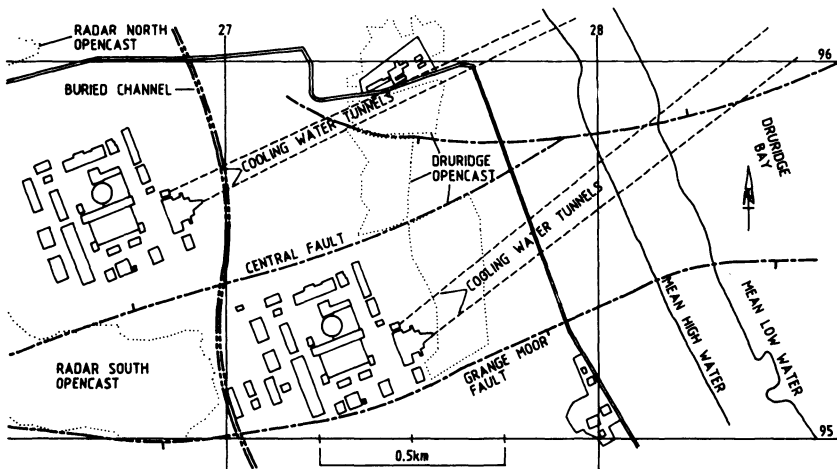 RADAR NORTH
OPENCAST
27
28
96
BURIED CHANNEL
COOLING WATER TUNNELS
DRURIDGE
OPENCAST
DRURIDGE
BAY
N
CENTRAL FAULT
COOLING WATER TUNNELS
RADAR SOUTH
OPENCAST
GRANGE MOOR
FAULT
MEAN HIGH WATER
MEAN LOW WATER
95
0.5km